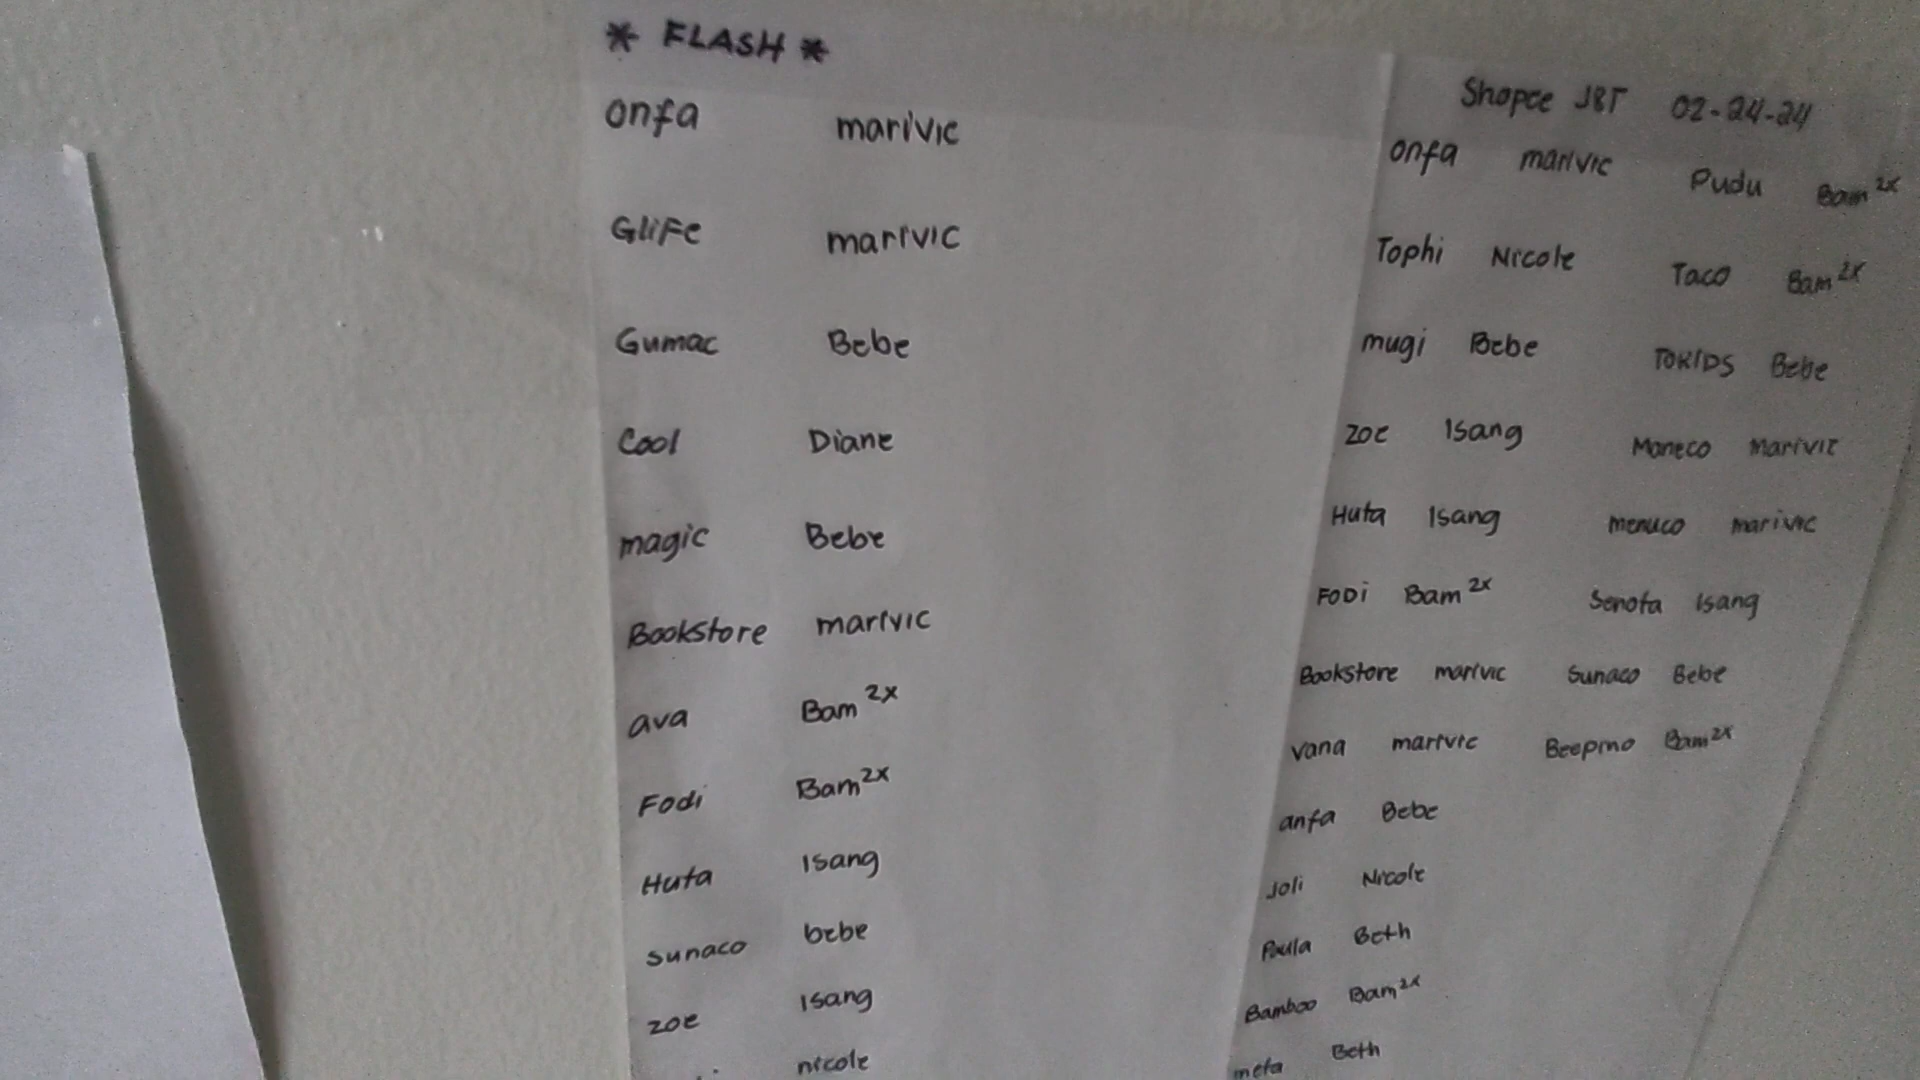 * FLASH *
Onfa marivic
Glife marivic
Gumac Bebe
Cool Diane
magic Bebe
Bookstore marivic
ava Bam 2x
Fodi Bam 2x
Huta Isang
sunaco bebe
zoe Isang
nicole
Shopee J&T 02-24-24
Onfa marivic Pudu Bam 2x
Tophi Nicole Taco Bam 2x
mugi Bebe TOKIDS Bebe
Zoe Isang Maneco marivic
Huta Isang menuco marivic
FODi Bam 2x Senota Isang
Bookstore marivic Sunaco Bebe
vana marivic Beepmo Bam 2x
anfa Bebe
Joli Nicole
Paula Beth
Bamboo Bam 2x
meta Beth